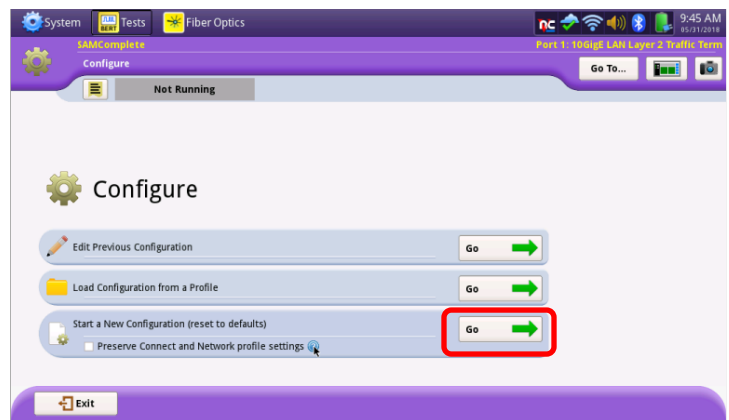 System
Tests
Fiber Optics
9:45 AM
05/31/2018
SAMComplete
Port 1: 10GigE LAN Layer 2 Traffic Term
Configure
Go To...
Not Running
Configure
Edit Previous Configuration
Go
Load Configuration from a Profile
Go
Start a New Configuration (reset to defaults)
Go
Preserve Connect and Network profile settings
Exit